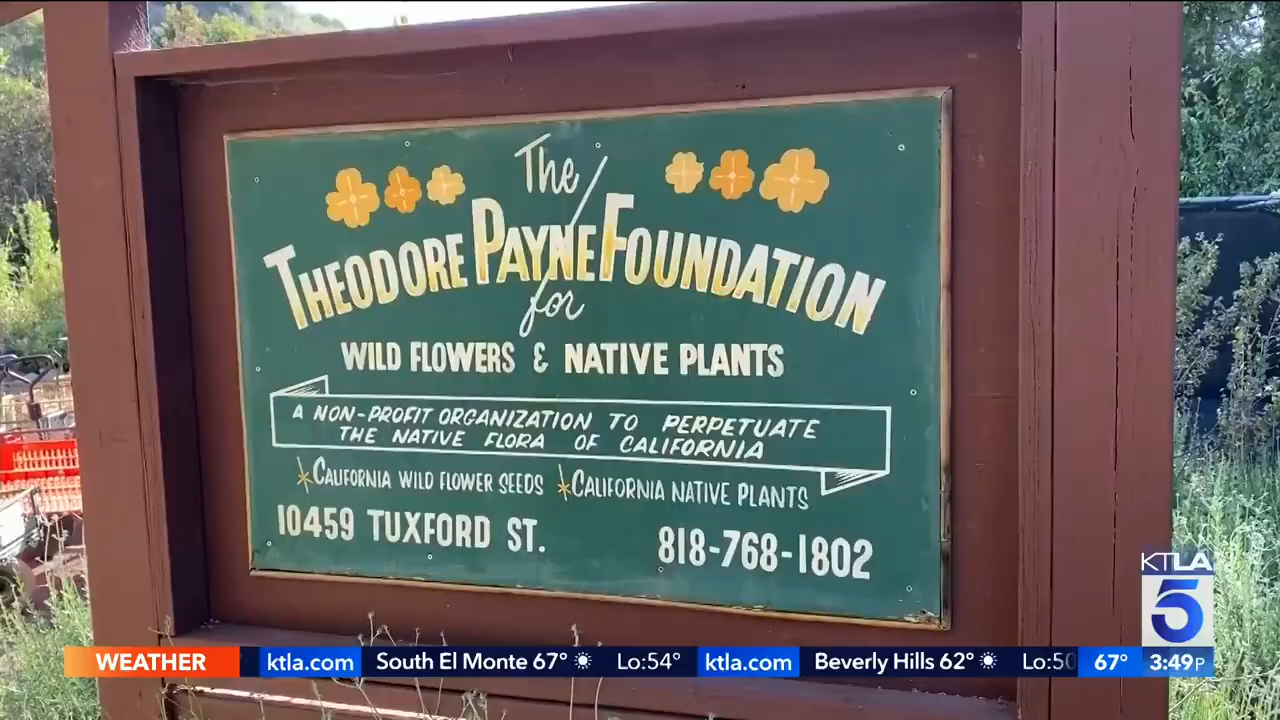 The
THEODORE PAYNE FOUNDATION
for
WILD FLOWERS & NATIVE PLANTS
A NON-PROFIT ORGANIZATION TO PERPETUATE
THE NATIVE FLORA OF CALIFORNIA
CALIFORNIA WILD FLOWER SEEDS CALIFORNIA NATIVE PLANTS
10459 TUXFORD ST. 818-768-1802
KTLA
5
WEATHER ktla.com South El Monte 67° Lo:54° ktla.com Beverly Hills 62° Lo:50 67° 3:49P